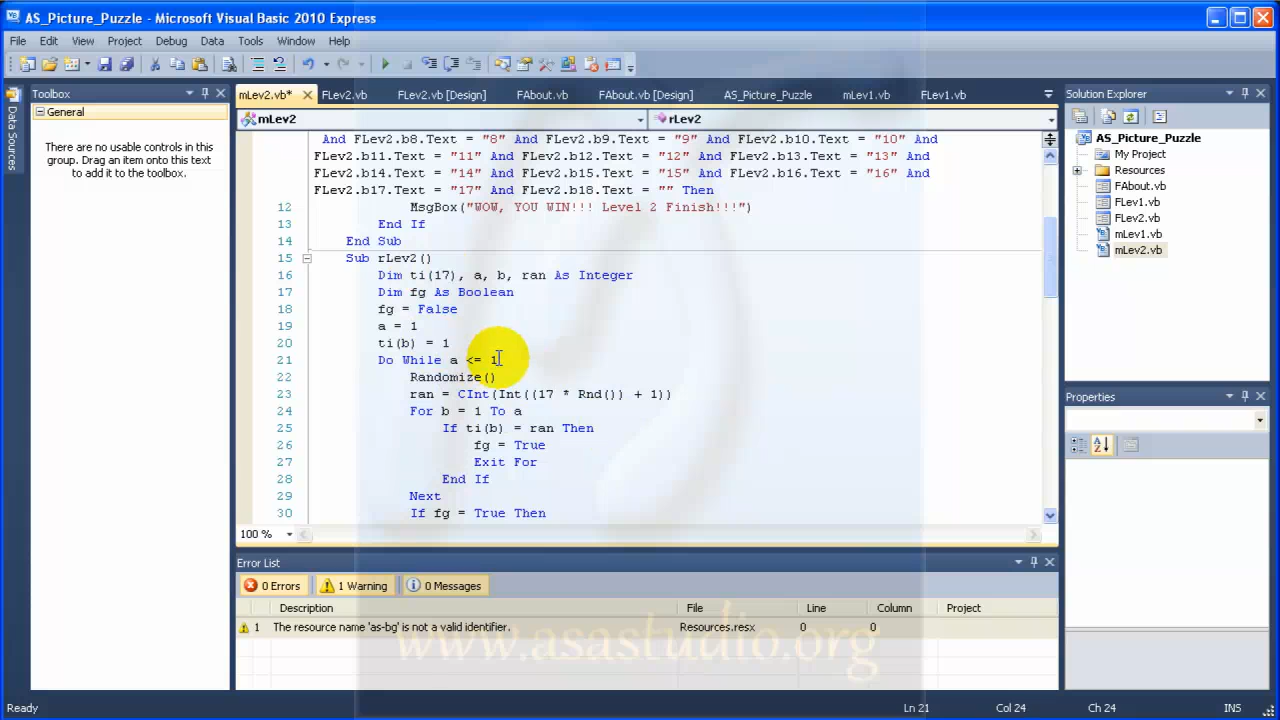 AS_Picture_Puzzle - Microsoft Visual Basic 2010 Express
File Edit View Project Debug Data Tools Window Help
Toolbox
General
There are no usable controls in this
group. Drag an item onto this text
to add it to the toolbox.
Data Sources
mLev2.vb* FLev2.vb FLev2.vb [Design] FAbout.vb FAbout.vb [Design] AS_Picture_Puzzle mLev1.vb FLev1.vb
mLev2 rLev2
And FLev2.b8.Text = "8" And FLev2.b9.Text = "9" And FLev2.b10.Text = "10" And
FLev2.b11.Text = "11" And FLev2.b12.Text = "12" And FLev2.b13.Text = "13" And
FLev2.b14.Text = "14" And FLev2.b15.Text = "15" And FLev2.b16.Text = "16" And
FLev2.b17.Text = "17" And FLev2.b18.Text = "" Then
12 MsgBox("WOW, YOU WIN!!! Level 2 Finish!!!")
13 End If
14 End Sub
15 Sub rLev2()
16 Dim ti(17), a, b, ran As Integer
17 Dim fg As Boolean
18 fg = False
19 a = 1
20 ti(b) = 1
21 Do While a <= 1
22 Randomize()
23 ran = CInt(Int((17 * Rnd()) + 1))
24 For b = 1 To a
25 If ti(b) = ran Then
26 fg = True
27 Exit For
28 End If
29 Next
30 If fg = True Then
100 %
Solution Explorer
AS_Picture_Puzzle
My Project
Resources
FAbout.vb
FLev1.vb
FLev2.vb
mLev1.vb
mLev2.vb
Properties
Error List
0 Errors 1 Warning 0 Messages
Description File Line Column Project
1 The resource name 'as-bg' is not a valid identifier. Resources.resx 0 0
www.asastudio.org
Ready Ln 21 Col 24 Ch 24 INS